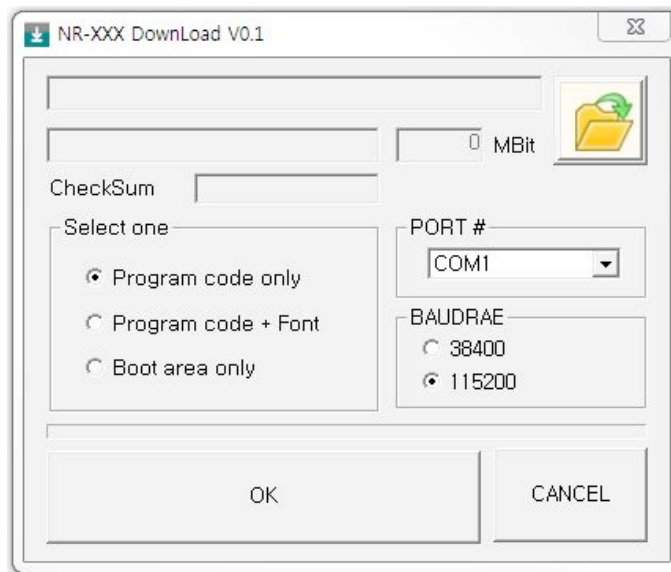 NR-XXX DownLoad V0.1
0 MBit
CheckSum
Select one
Program code only
Program code + Font
Boot area only
PORT #
COM1
BAUDRAE
38400
115200
OK
CANCEL